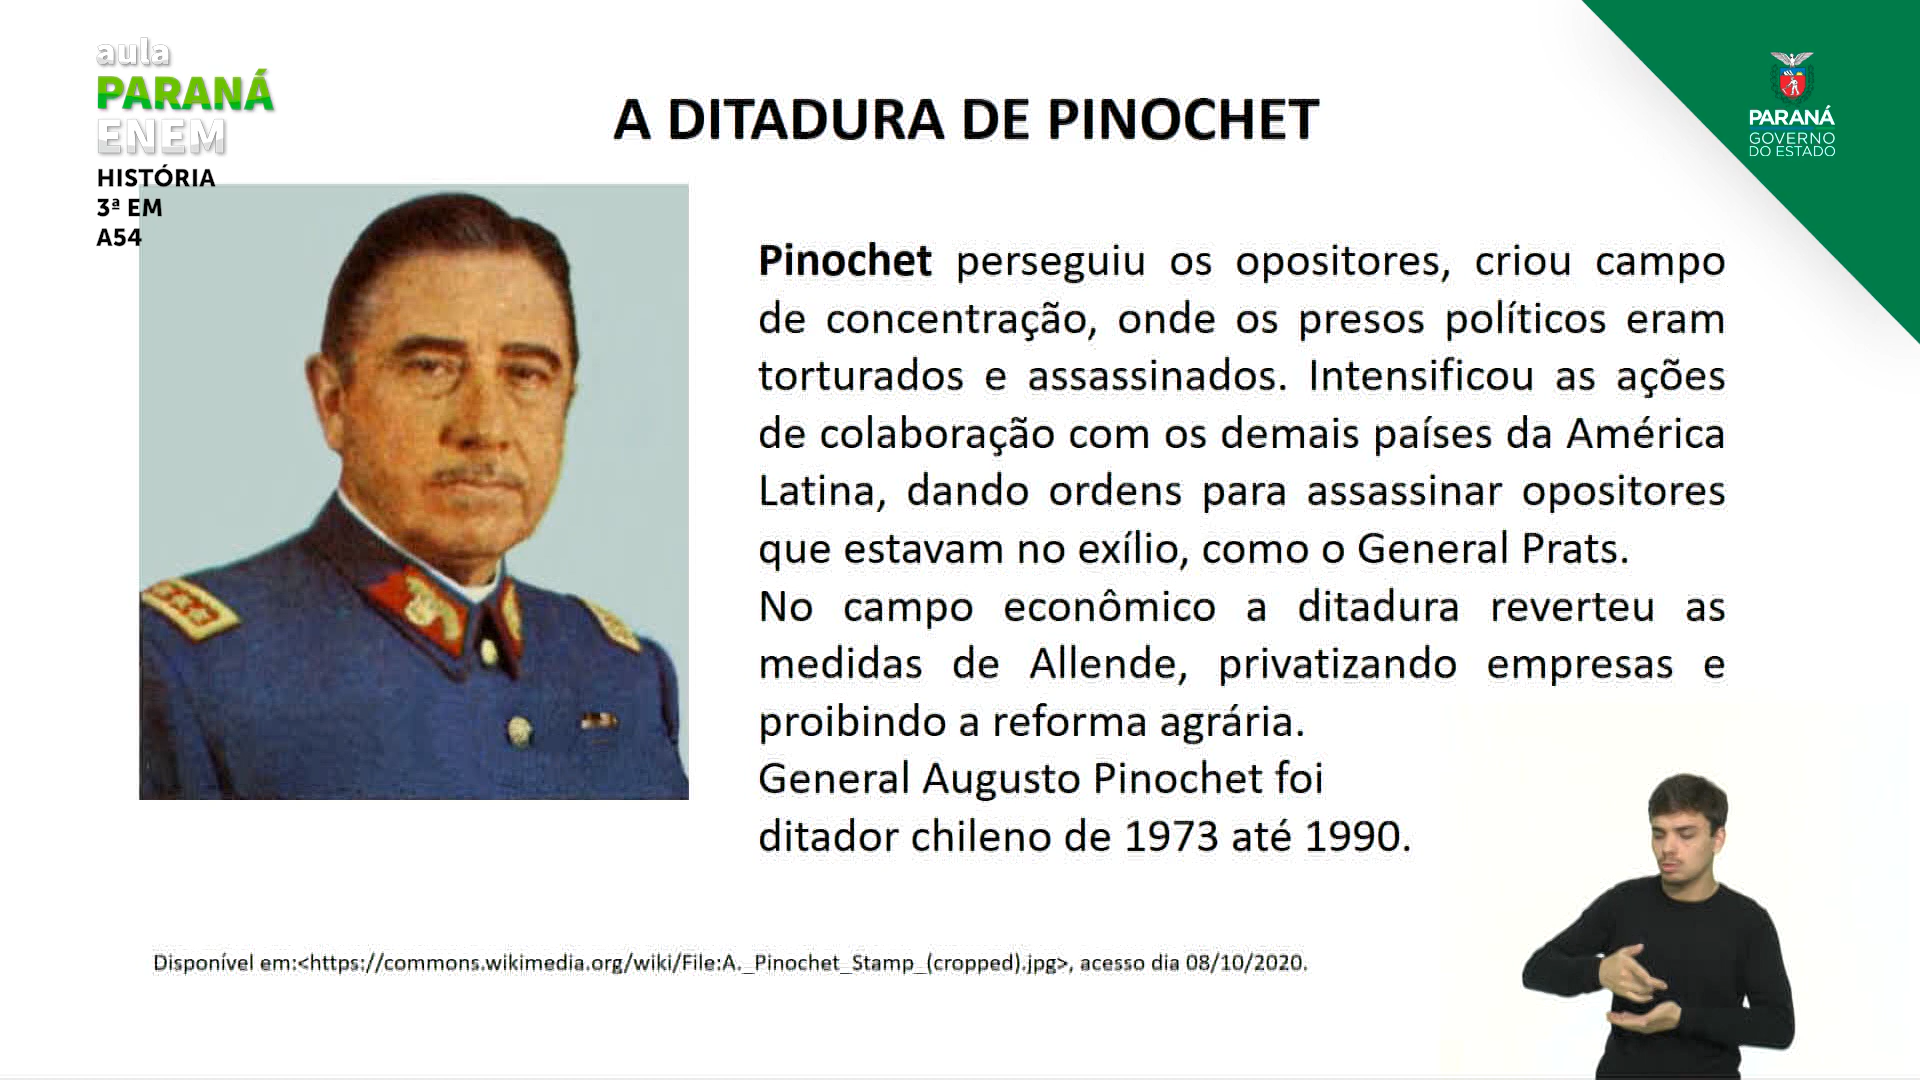 aula
PARANÁ
ENEM
HISTÓRIA
3ª EM
A54
A DITADURA DE PINOCHET
PARANÁ
GOVERNO
DO ESTADO
Pinochet perseguiu os opositores, criou campo
de concentração, onde os presos políticos eram
torturados e assassinados. Intensificou as ações
de colaboração com os demais países da América
Latina, dando ordens para assassinar opositores
que estavam no exílio, como o General Prats.
No campo econômico a ditadura reverteu as
medidas de Allende, privatizando empresas e
proibindo a reforma agrária.
General Augusto Pinochet foi
ditador chileno de 1973 até 1990.
Disponível em:<https://commons.wikimedia.org/wiki/File:A._Pinochet_Stamp_(cropped).jpg>, acesso dia 08/10/2020.